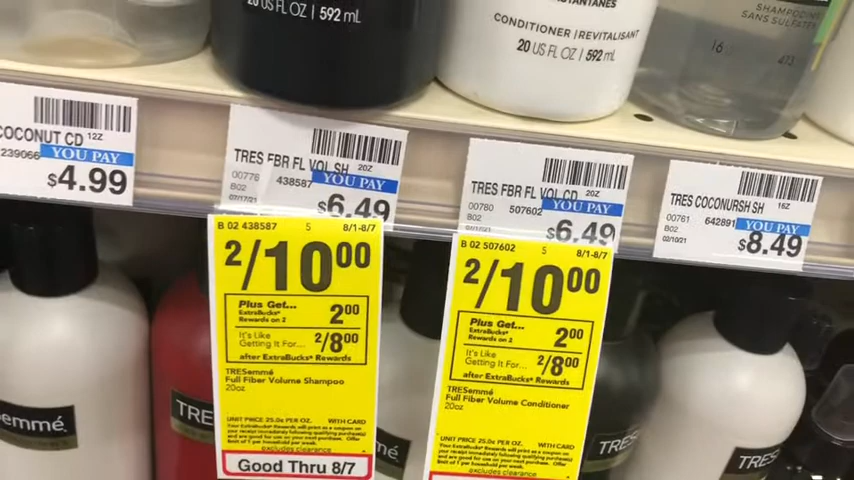 20 US FL OZ | 592 mL
CONDITIONER | REVITALISANT
20 US FL OZ | 592 mL
SHAMPOOING
SANS SULFATES
16
473
COCONUT CD 12Z
239066
YOU PAY
$4.99
TRES FBR FL VOL SH 20Z
00776
438587
B02
YOU PAY
$6.49
TRES FBR FL VOL CD 20Z
00780
507602
B02
YOU PAY
$6.49
TRES COCONURSH SH 16Z
00761
642891
B02
YOU PAY
02/10/21
$8.49
B 02 438587 5 8/1-8/7
2/10 00
Plus Get...
ExtraBucks®
Rewards on 2
2 00
It's Like
Getting It For...
2/8 00
after ExtraBucks® Rewards
TRESemmé
Full Fiber Volume Shampoo
20oz
UNIT PRICE 25.0¢ PER OZ. WITH CARD
excludes clearance
Good Thru 8/7
B 02 507602 5 8/1-8/7
2/10 00
Plus Get...
ExtraBucks®
Rewards on 2
2 00
It's Like
Getting It For...
2/8 00
after ExtraBucks® Rewards
TRESemmé
Full Fiber Volume Conditioner
20oz
UNIT PRICE 25.0¢ PER OZ. WITH CARD
excludes clearance
emmé.
TRES
mé
TRES
TRES